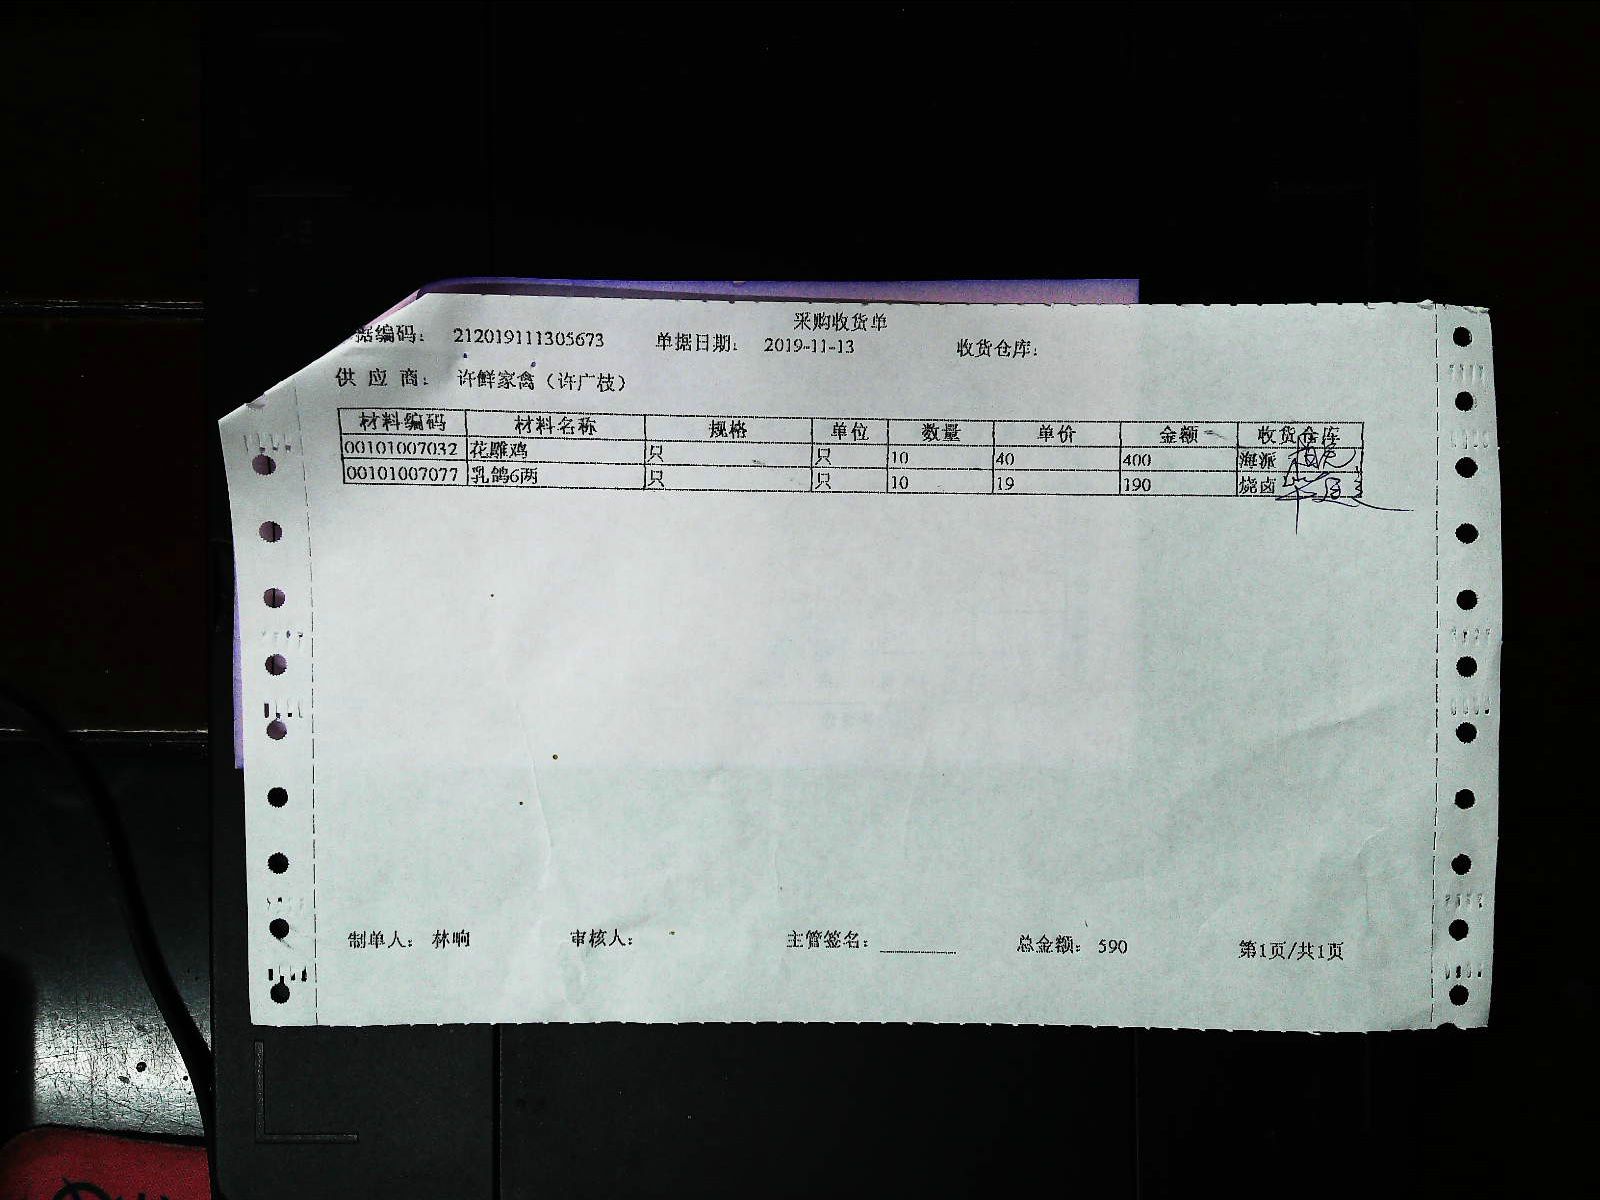 采购收货单
据编码： 212019111305673 单据日期： 2019-11-13 收货仓库：
供 应 商： 许鲜家禽（许广枝）
材料编码 材料名称 规格 单位 数量 单价 金额 收货仓库
00101007032 花雕鸡 只 只 10 40 400 海派
00101007077 乳鸽6两 只 只 10 19 190 烧卤
制单人： 林响 审核人： 主管签名： 总金额： 590 第1页/共1页